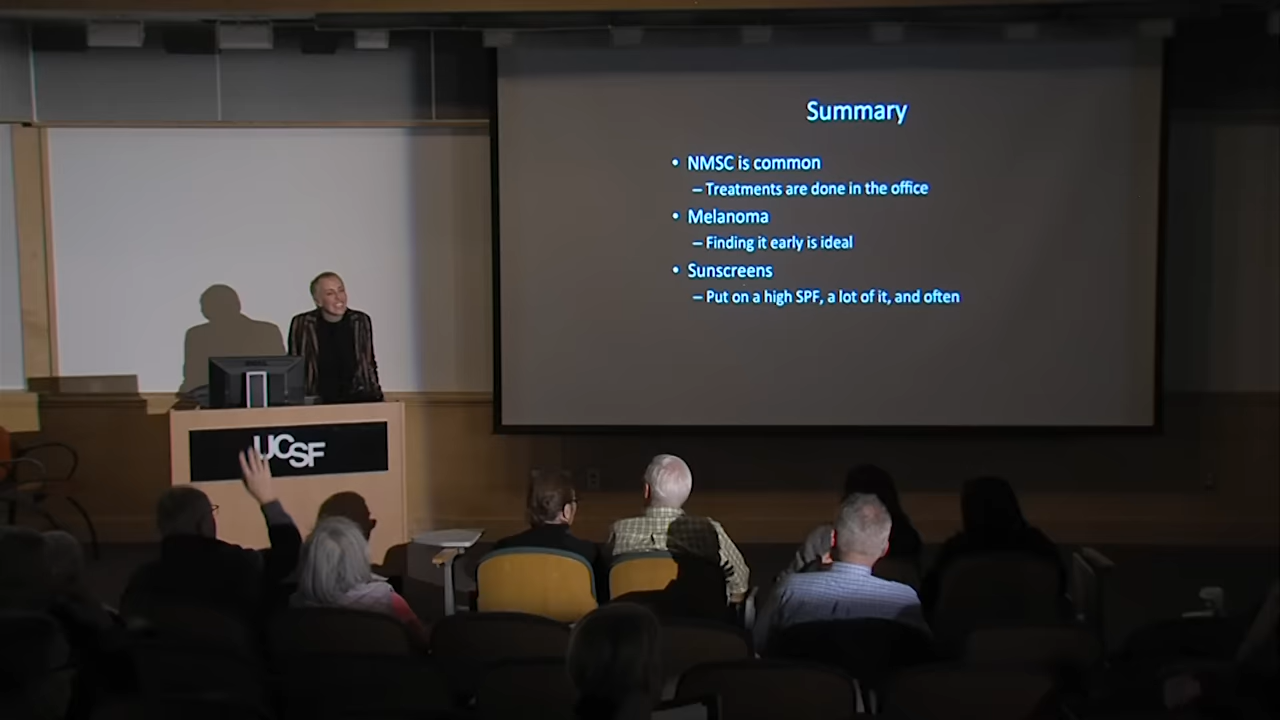 Summary
• NMSC is common
– Treatments are done in the office
• Melanoma
– Finding it early is ideal
• Sunscreens
– Put on a high SPF, a lot of it, and often
UCSF